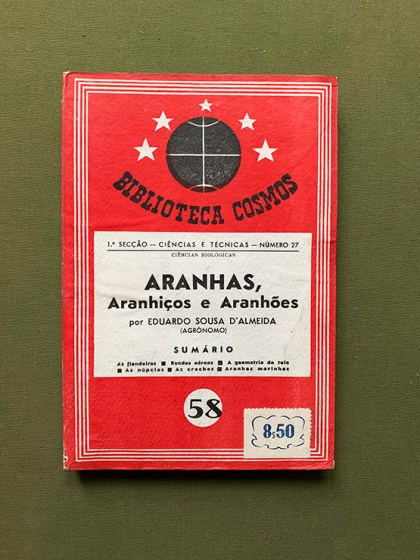 BIBLIOTECA COSMOS
1.ª SECÇÃO — CIÊNCIAS E TÉCNICAS — NÚMERO 27
CIÊNCIAS BIOLÓGICAS
ARANHAS,
Aranhiços e Aranhões
por EDUARDO SOUSA D'ALMEIDA
(AGRÓNOMO)
SUMÁRIO
As fiandeiras ■ Rendas aéreas ■ A geometria da teia
■ As núpcias ■ As creches ■ Aranhas marinhas
58
8$50